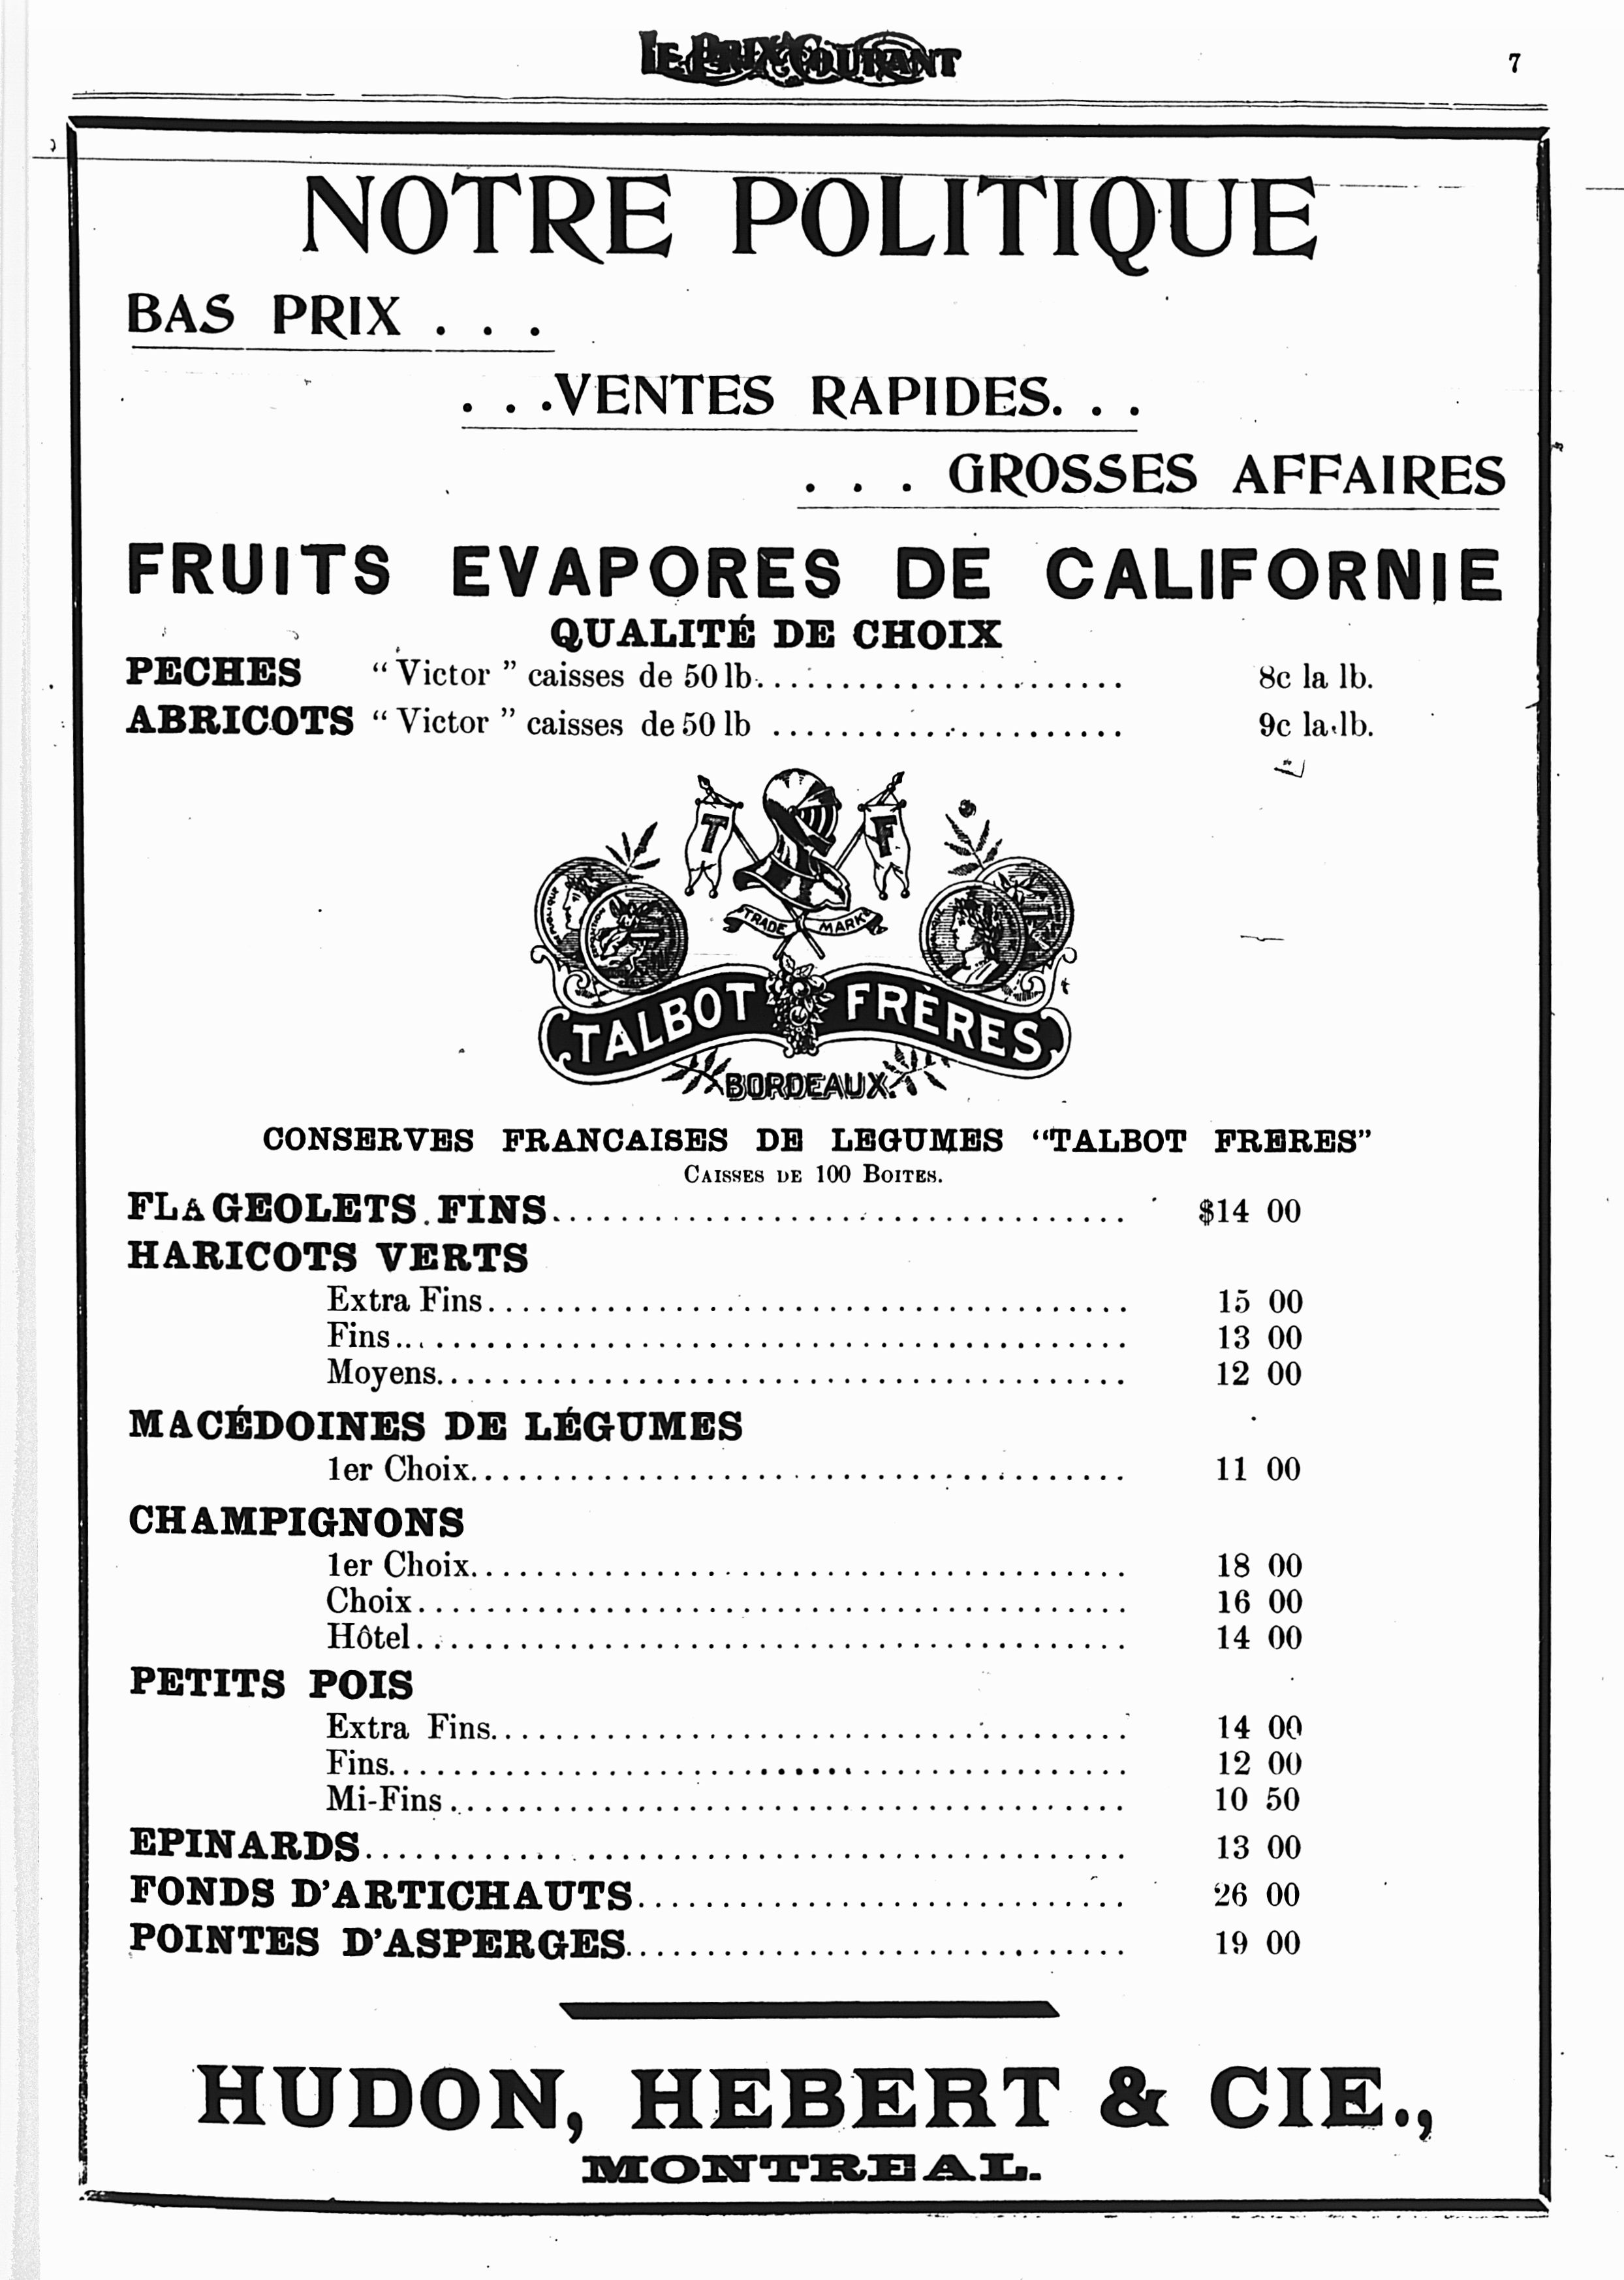 LE PRIX COURANT
7
NOTRE POLITIQUE
BAS PRIX . . .
. . . VENTES RAPIDES. . .
. . . GROSSES AFFAIRES
FRUITS EVAPORES DE CALIFORNIE
QUALITÉ DE CHOIX
PECHES “ Victor ” caisses de 50 lb........................ 8c la lb.
ABRICOTS “ Victor ” caisses de 50 lb ..................... 9c la lb.
T F
TRADE MARK
TALBOT FRÈRES
BORDEAUX.
CONSERVES FRANCAISES DE LEGUMES “TALBOT FRERES”
CAISSES DE 100 BOITES.
FLAGEOLETS FINS.................................. $14 00
HARICOTS VERTS
Extra Fins...................................... 15 00
Fins............................................ 13 00
Moyens......................................... 12 00
MACÉDOINES DE LÉGUMES
1er Choix....................................... 11 00
CHAMPIGNONS
1er Choix....................................... 18 00
Choix.......................................... 16 00
Hôtel.......................................... 14 00
PETITS POIS
Extra Fins...................................... 14 00
Fins............................................ 12 00
Mi-Fins........................................ 10 50
EPINARDS............................................. 13 00
FONDS D’ARTICHAUTS............................. 26 00
POINTES D’ASPERGES.............................. 19 00
HUDON, HEBERT & CIE.,
MONTREAL.